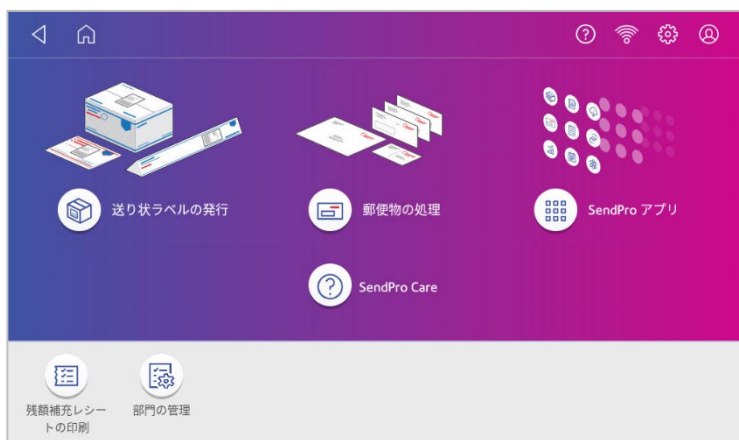 送り状ラベルの発行
郵便物の処理
SendPro アプリ
SendPro Care
残額補充レシー
トの印刷
部門の管理